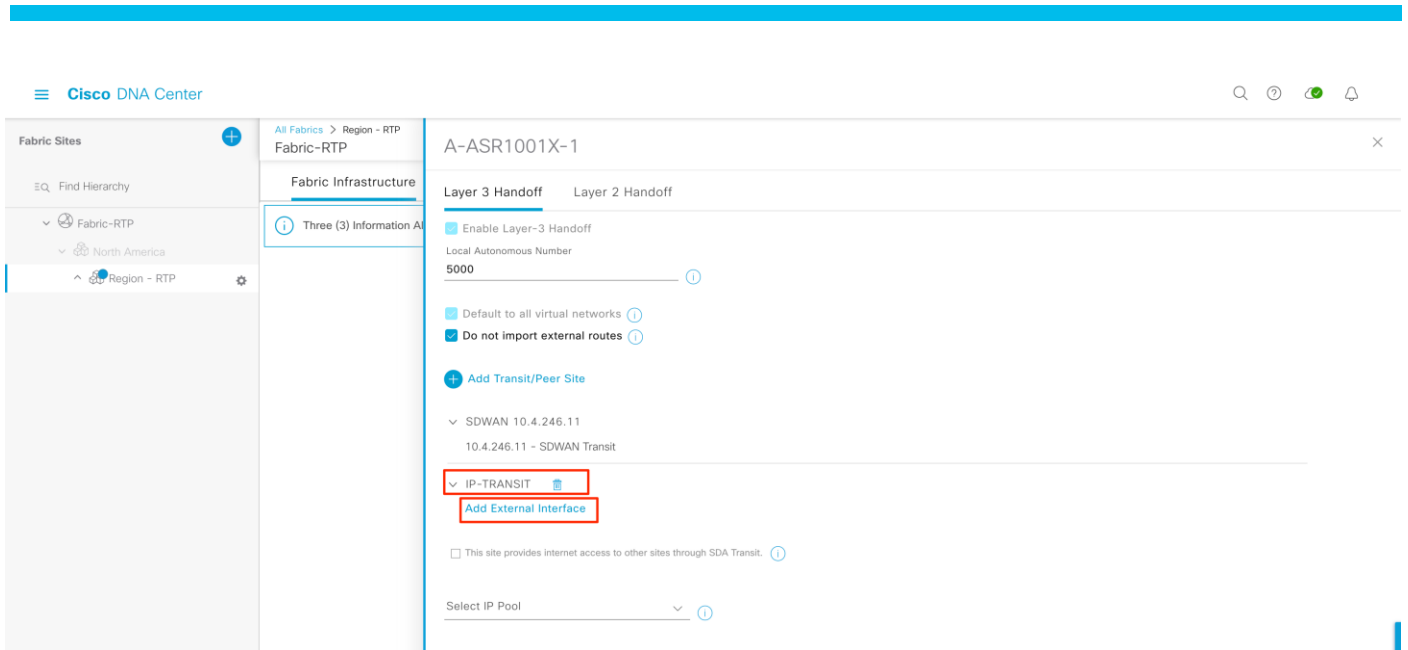 Cisco DNA Center
Fabric Sites
Find Hierarchy
Fabric-RTP
North America
Region - RTP
All Fabrics > Region - RTP
Fabric-RTP
Fabric Infrastructure
Three (3) Information Al
A-ASR1001X-1
Layer 3 Handoff Layer 2 Handoff
Enable Layer-3 Handoff
Local Autonomous Number
5000
Default to all virtual networks
Do not import external routes
Add Transit/Peer Site
SDWAN 10.4.246.11
10.4.246.11 - SDWAN Transit
IP-TRANSIT
Add External Interface
This site provides internet access to other sites through SDA Transit.
Select IP Pool